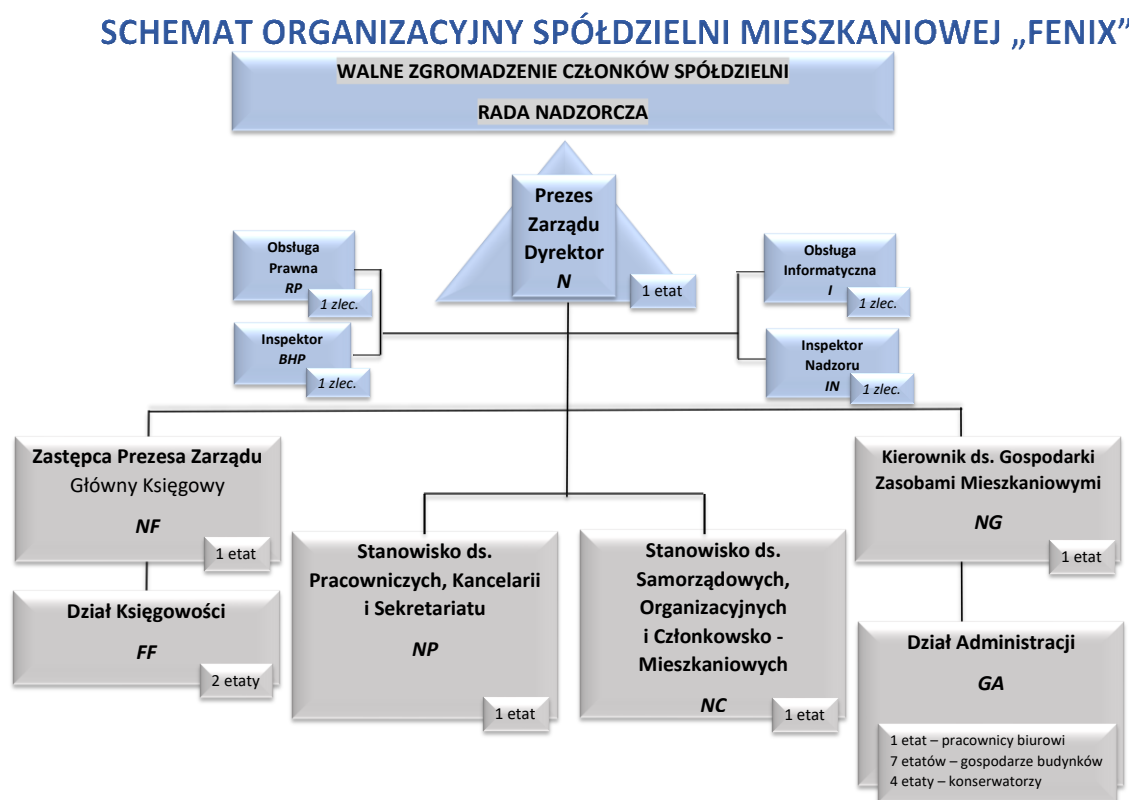 SCHEMAT ORGANIZACYJNY SPÓŁDZIELNI MIESZKANIOWEJ „FENIX”
WALNE ZGROMADZENIE CZŁONKÓW SPÓŁDZIELNI
RADA NADZORCZA
Prezes
Zarządu
Dyrektor
N
1 etat
Obsługa
Prawna
RP
1 zlec.
Inspektor
BHP
1 zlec.
Obsługa
Informatyczna
I
1 zlec.
Inspektor
Nadzoru
IN
1 zlec.
Zastępca Prezesa Zarządu
Główny Księgowy
NF
1 etat
Dział Księgowości
FF
2 etaty
Stanowisko ds.
Pracowniczych, Kancelarii
i Sekretariatu
NP
1 etat
Stanowisko ds.
Samorządowych,
Organizacyjnych
i Członkowsko -
Mieszkaniowych
NC
1 etat
Kierownik ds. Gospodarki
Zasobami Mieszkaniowymi
NG
1 etat
Dział Administracji
GA
1 etat – pracownicy biurowi
7 etatów – gospodarze budynków
4 etaty – konserwatorzy